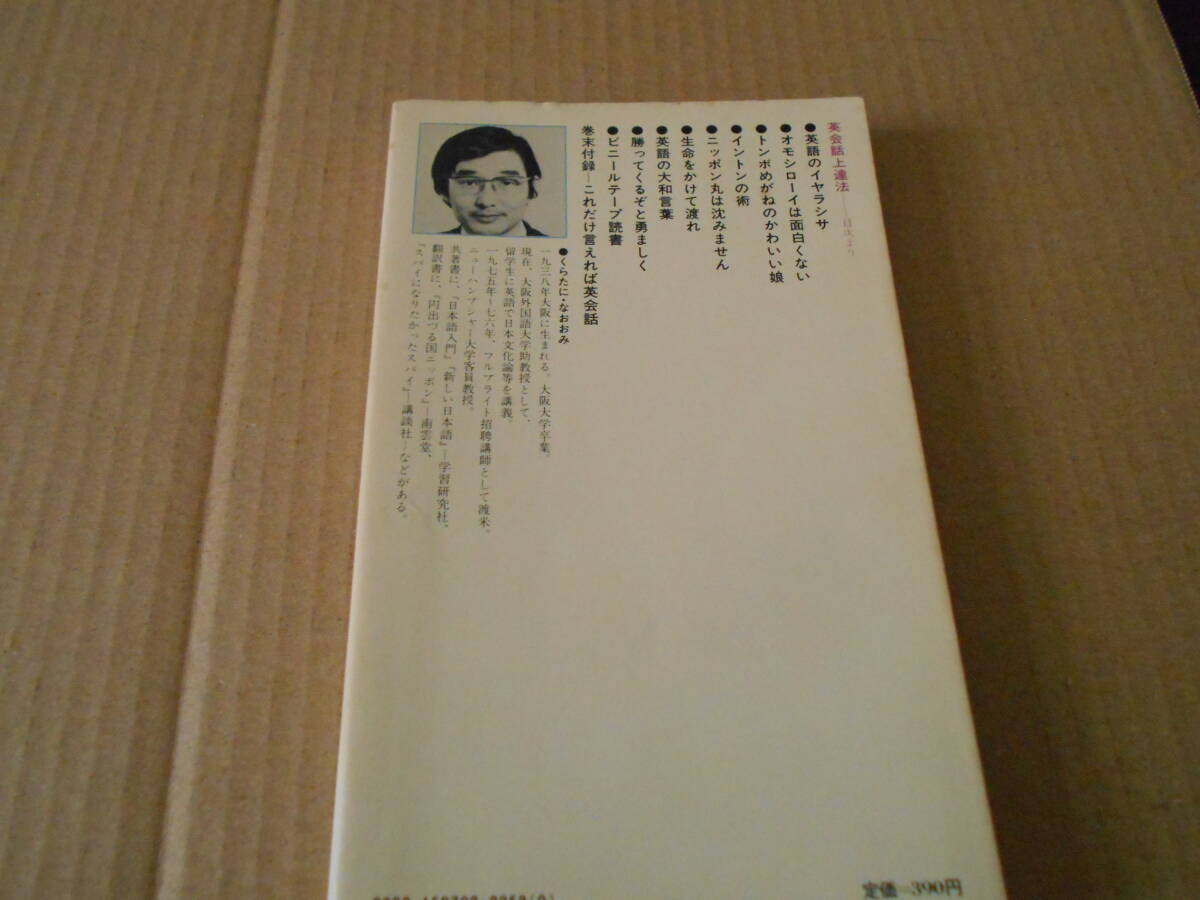 英会話上達法——目次より
●英語のイヤラシサ
●オモシローイは面白くない
●トンボめがねのかわいい娘
●イントンの術
●ニッポン丸は沈みません
●生命をかけて渡れ
●英語の大和言葉
●勝ってくるぞと勇ましく
●ビニールテープ読書
巻末付録—これだけ言えれば英会話
●くらたに・なおおみ
一九三八年大阪に生まれる。大阪大学卒業。
現在、大阪外国語大学助教授として、
留学生に英語で日本文化論等を講義。
一九七五年〜七六年、フルブライト招聘講師として渡米。
ニューハンプシャー大学客員教授。
共著書に、『日本語入門』『新しい日本語』—学習研究社、
翻訳書に、『円出づる国ニッポン』—南雲堂、
『スパイになりたかったスパイ』—講談社—などがある。
定価=390円